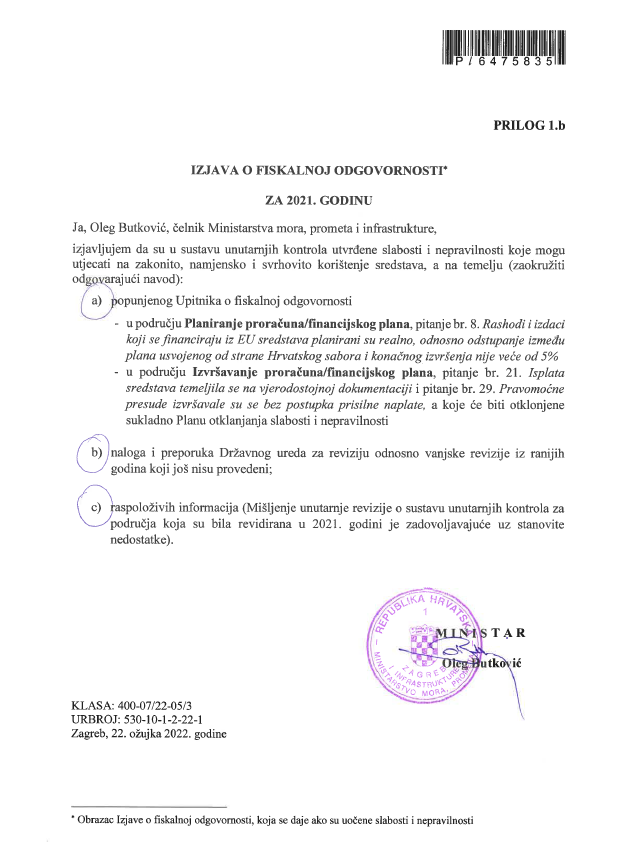 P/6475835
PRILOG 1.b
IZJAVA O FISKALNOJ ODGOVORNOSTI*
ZA 2021. GODINU
Ja, Oleg Butković, čelnik Ministarstva mora, prometa i infrastrukture,
izjavljujem da su u sustavu unutarnjih kontrola utvrđene slabosti i nepravilnosti koje mogu
utjecati na zakonito, namjensko i svrhovito korištenje sredstava, a na temelju (zaokružiti
odgovarajući navod):
a) popunjenog Upitnika o fiskalnoj odgovornosti
- u području Planiranje proračuna/financijskog plana, pitanje br. 8. Rashodi i izdaci
koji se financiraju iz EU sredstava planirani su realno, odnosno odstupanje između
plana usvojenog od strane Hrvatskog sabora i konačnog izvršenja nije veće od 5%
- u području Izvršavanje proračuna/financijskog plana, pitanje br. 21. Isplata
sredstava temeljila se na vjerodostojnoj dokumentaciji i pitanje br. 29. Pravomoćne
presude izvršavale su se bez postupka prisilne naplate, a koje će biti otklonjene
sukladno Planu otklanjanja slabosti i nepravilnosti
b) naloga i preporuka Državnog ureda za reviziju odnosno vanjske revizije iz ranijih
godina koji još nisu provedeni;
c) raspoloživih informacija (Mišljenje unutarnje revizije o sustavu unutarnjih kontrola za
područja koja su bila revidirana u 2021. godini je zadovoljavajuće uz stanovite
nedostatke).
REPUBLIKA HRVATSKA
1
MINISTARSTVO MORA, PROMETA
I INFRASTRUKTURE
ZAGREB
MINISTAR
Oleg Butković
KLASA: 400-07/22-05/3
URBROJ: 530-10-1-2-22-1
Zagreb, 22. ožujka 2022. godine
* Obrazac Izjave o fiskalnoj odgovornosti, koja se daje ako su uočene slabosti i nepravilnosti